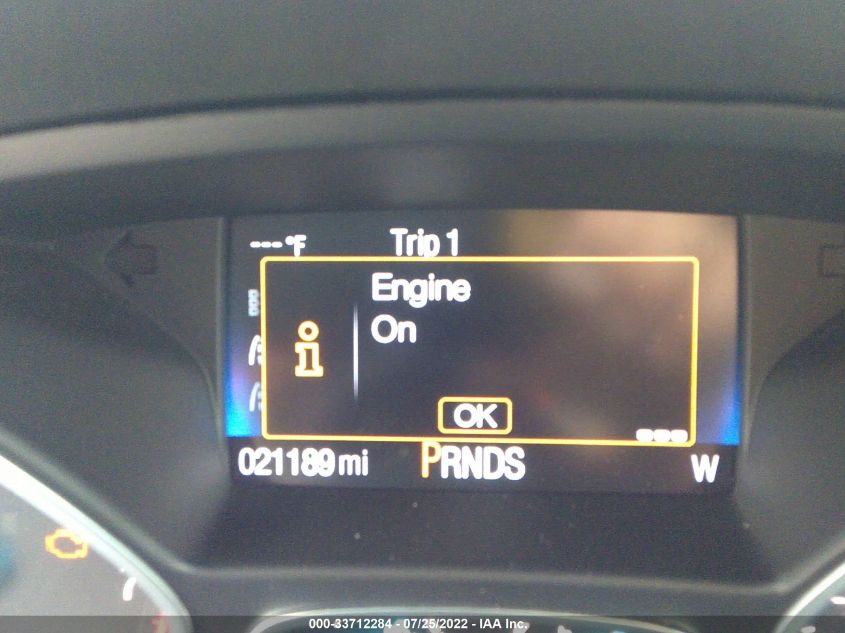 ---°F Trip 1
Engine
On
i
OK
021189 mi PRNDS W
000-33712284 - 07/25/2022 - IAA Inc.